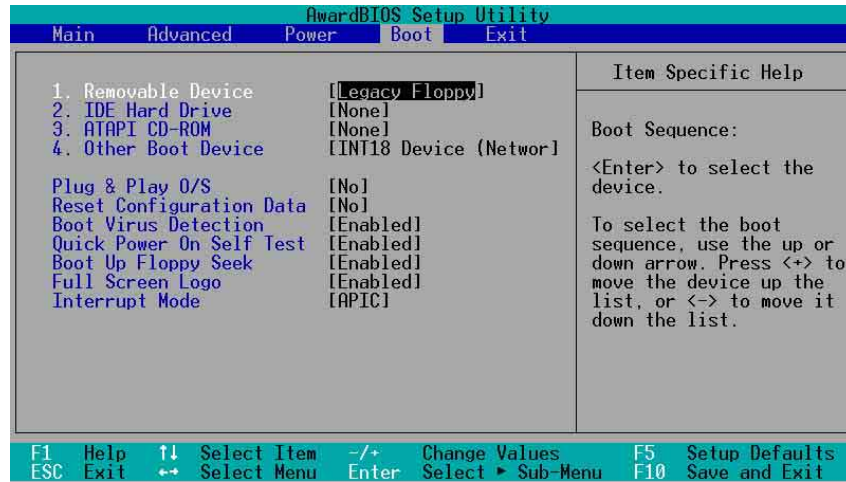 AwardBIOS Setup Utility
Main Advanced Power Boot Exit
1. Removable Device [Legacy Floppy]
2. IDE Hard Drive [None]
3. ATAPI CD-ROM [None]
4. Other Boot Device [INT18 Device (Networ]
Plug & Play O/S [No]
Reset Configuration Data [No]
Boot Virus Detection [Enabled]
Quick Power On Self Test [Enabled]
Boot Up Floppy Seek [Enabled]
Full Screen Logo [Enabled]
Interrupt Mode [APIC]
Item Specific Help
Boot Sequence:
<Enter> to select the
device.
To select the boot
sequence, use the up or
down arrow. Press <+> to
move the device up the
list, or <-> to move it
down the list.
F1 Help ↑↓ Select Item -/+ Change Values F5 Setup Defaults
ESC Exit ←→ Select Menu Enter Select ► Sub-Menu F10 Save and Exit